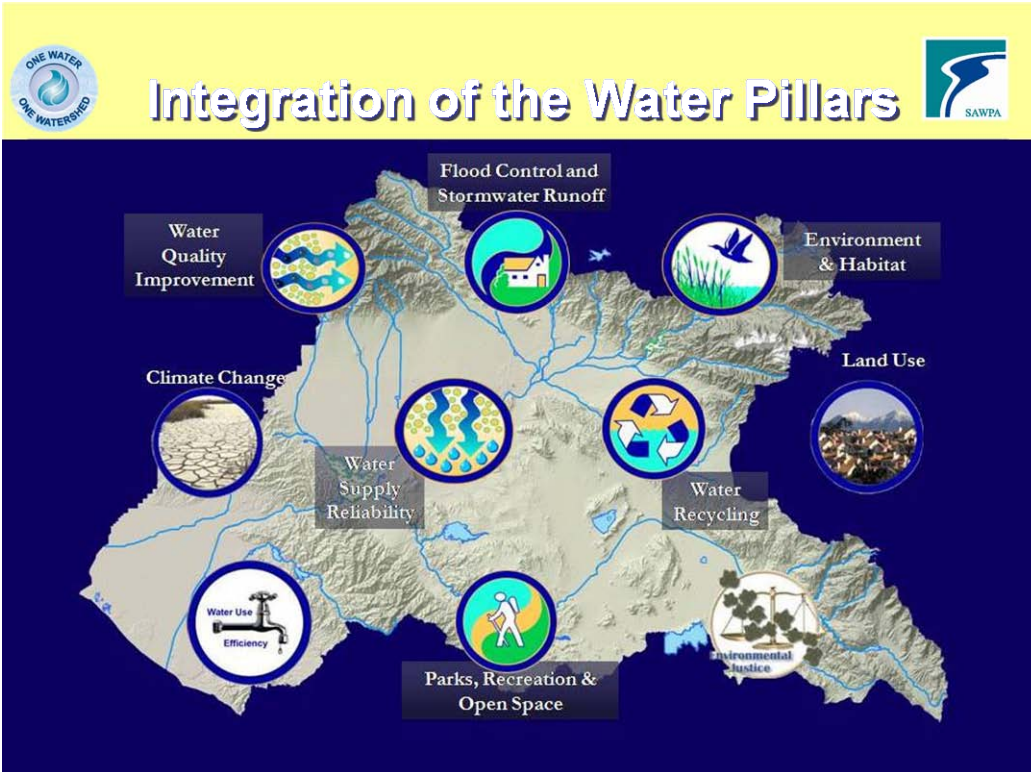 ONE WATER
ONE WATERSHED
Integration of the Water Pillars
SAWPA
Flood Control and
Stormwater Runoff
Water
Quality
Improvement
Environment
& Habitat
Climate Change
Land Use
Water
Supply
Reliability
Water
Recycling
Water Use
Efficiency
Environmental
Justice
Parks, Recreation &
Open Space